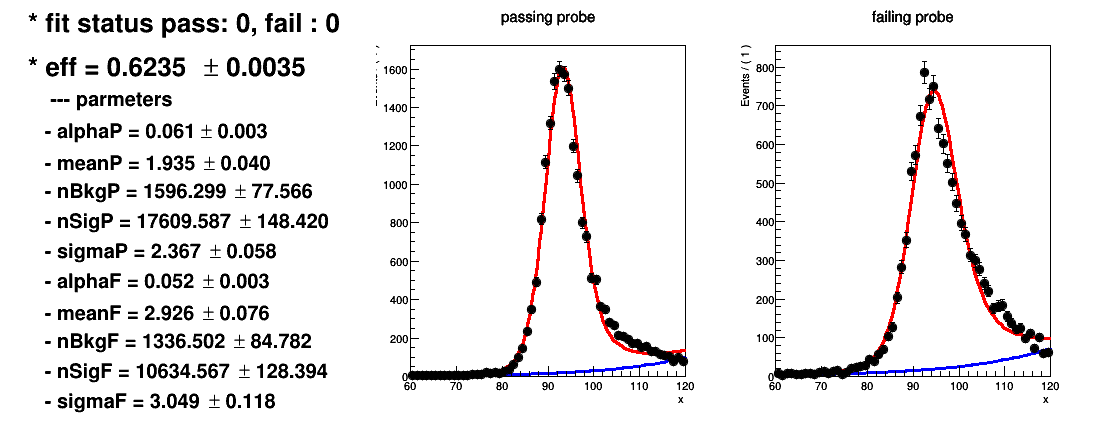 * fit status pass: 0, fail : 0
* eff = 0.6235 ± 0.0035
--- parmeters
- alphaP = 0.061 ± 0.003
- meanP = 1.935 ± 0.040
- nBkgP = 1596.299 ± 77.566
- nSigP = 17609.587 ± 148.420
- sigmaP = 2.367 ± 0.058
- alphaF = 0.052 ± 0.003
- meanF = 2.926 ± 0.076
- nBkgF = 1336.502 ± 84.782
- nSigF = 10634.567 ± 128.394
- sigmaF = 3.049 ± 0.118
passing probe
1600
1400
1200
1000
800
600
400
200
0
60 70 80 90 100 110 120
x
failing probe
Events / ( 1 )
800
700
600
500
400
300
200
100
0
60 70 80 90 100 110 120
x